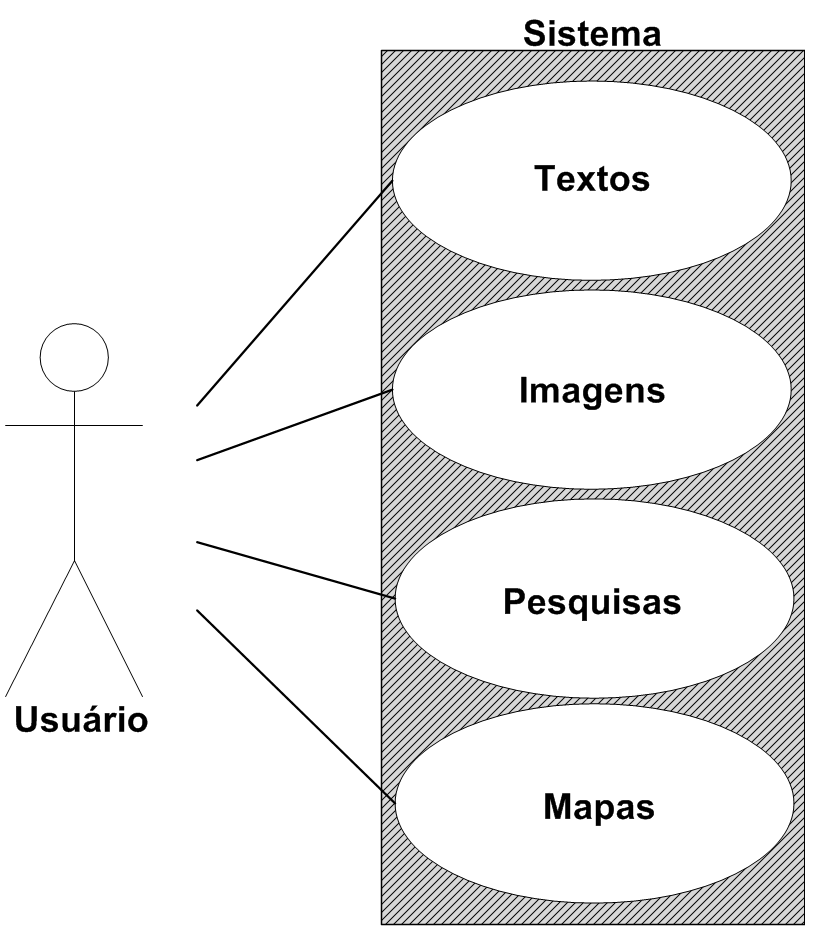 Sistema
Textos
Imagens
Pesquisas
Usuário
Mapas